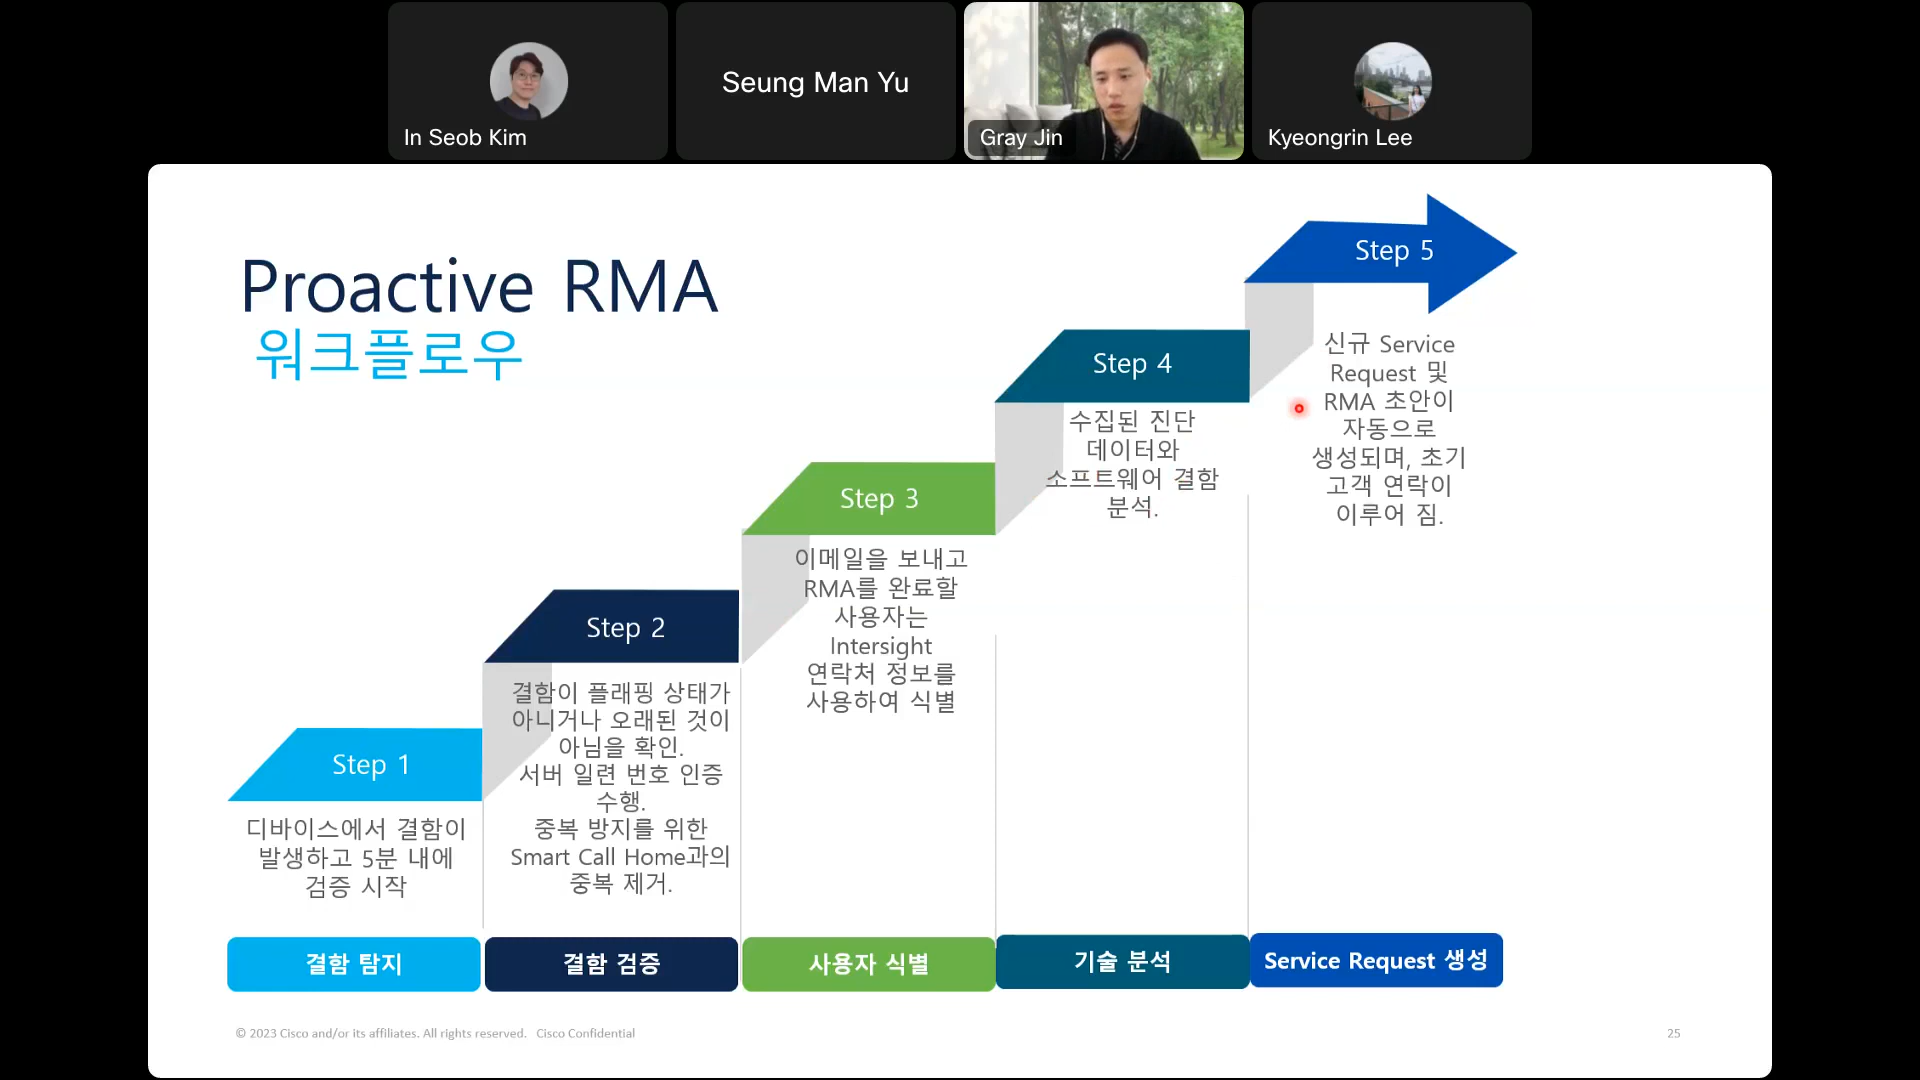 In Seob Kim
Seung Man Yu
Gray Jin
Kyeongrin Lee
Proactive RMA
워크플로우
Step 1
디바이스에서 결함이
발생하고 5분 내에
검증 시작
Step 2
결함이 플래핑 상태가
아니거나 오래된 것이
아님을 확인.
서버 일련 번호 인증
수행.
중복 방지를 위한
Smart Call Home과의
중복 제거.
Step 3
이메일을 보내고
RMA를 완료할
사용자는
Intersight
연락처 정보를
사용하여 식별
Step 4
수집된 진단
데이터와
소프트웨어 결함
분석.
Step 5
신규 Service
Request 및
RMA 초안이
자동으로
생성되며, 초기
고객 연락이
이루어 짐.
결함 탐지
결함 검증
사용자 식별
기술 분석
Service Request 생성
© 2023 Cisco and/or its affiliates. All rights reserved. Cisco Confidential
25